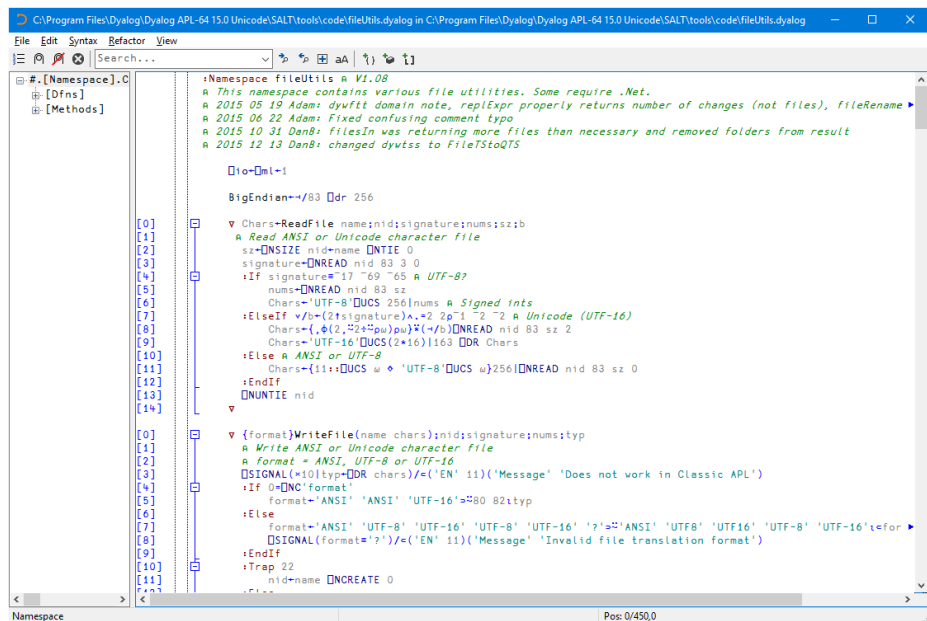 C:\Program Files\Dyalog\Dyalog APL-64 15.0 Unicode\SALT\tools\code\fileUtils.dyalog in C:\Program Files\Dyalog\Dyalog APL-64 15.0 Unicode\SALT\tools\code\fileUtils.dyalog
File Edit Syntax Refactor View
Search...
#.[Namespace].C
[Dfns]
[Methods]
:Namespace fileUtils ⍝ V1.08
⍝ This namespace contains various file utilities. Some require .Net.
⍝ 2015 05 19 Adam: dywftt domain note, replExpr properly returns number of changes (not files), fileRename
⍝ 2015 06 22 Adam: Fixed confusing comment typo
⍝ 2015 10 31 DanB: filesIn was returning more files than necessary and removed folders from result
⍝ 2015 12 13 DanB: changed dywtss to FileTStoQTS
⎕io←⎕ml←1
BigEndian←⊣/83 ⎕dr 256
[0] ∇ Chars←ReadFile name;nid;signature;nums;sz;b
[1] ⍝ Read ANSI or Unicode character file
[2] sz←⎕NSIZE nid←name ⎕NTIE 0
[3] signature←⎕NREAD nid 83 3 0
[4] :If signature≡¯17 ¯69 ¯65 ⍝ UTF-8?
[5] nums←⎕NREAD nid 83 sz
[6] Chars←'UTF-8'⎕UCS 256|nums ⍝ Signed ints
[7] :ElseIf ∨/b←(2↑signature)∧.=2 2⍴¯1 ¯2 ¯2 ⍝ Unicode (UTF-16)
[8] Chars←{,⌽(2,⍨2÷⍨⍴⍵)⍴⍵}⍣(⊣/b)⎕NREAD nid 83 sz 2
[9] Chars←'UTF-16'⎕UCS(2*16)|163 ⎕DR Chars
[10] :Else ⍝ ANSI or UTF-8
[11] Chars←{11::⎕UCS ⍵ ⋄ 'UTF-8'⎕UCS ⍵}256|⎕NREAD nid 83 sz 0
[12] :EndIf
[13] ⎕NUNTIE nid
[14] ∇
[0] ∇ {format}WriteFile(name chars);nid;signature;nums;typ
[1] ⍝ Write ANSI or Unicode character file
[2] ⍝ format = ANSI, UTF-8 or UTF-16
[3] ⎕SIGNAL(×10|typ←⎕DR chars)/⊂('EN' 11)('Message' 'Does not work in Classic APL')
[4] :If 0=⎕NC'format'
[5] format←'ANSI' 'ANSI' 'UTF-16'⊃⍨80 82⍳typ
[6] :Else
[7] format←'ANSI' 'UTF-8' 'UTF-16' 'UTF-8' 'UTF-16' '?'⊃⍨'ANSI' 'UTF8' 'UTF16' 'UTF-8' 'UTF-16'⍳⊂for
[8] ⎕SIGNAL(format≡'?')/⊂('EN' 11)('Message' 'Invalid file translation format')
[9] :EndIf
[10] :Trap 22
[11] nid←name ⎕NCREATE 0
Namespace Pos: 0/450,0